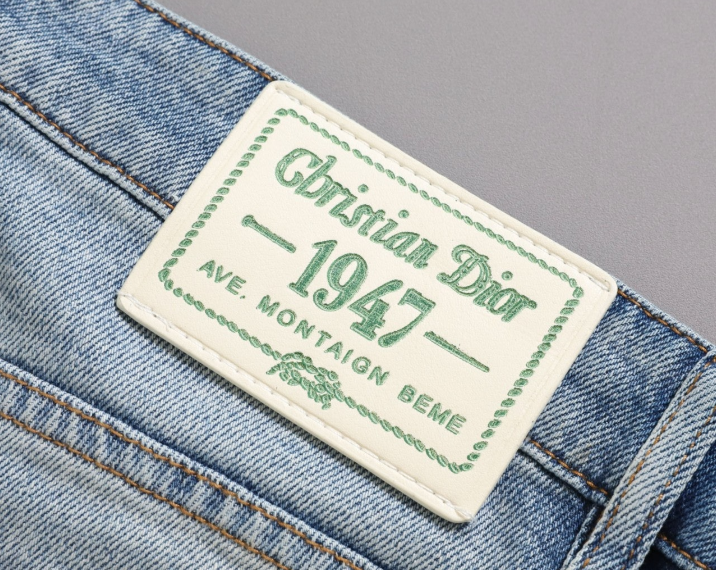 Christian Dior
1947
AVE. MONTAIGN BEME